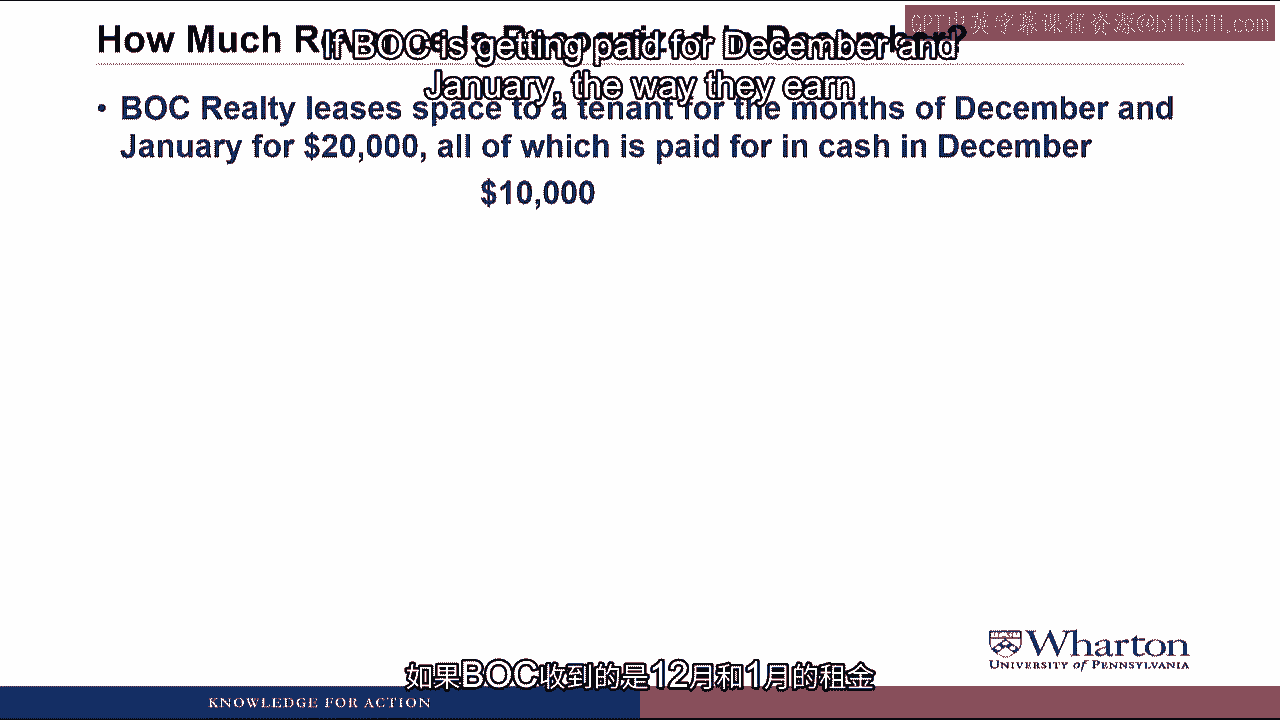 How Much Revenue Is Recognized in December?
If BOC is getting paid for December and
January, the way they earn
• BOC Realty leases space to a tenant for the months of December and
January for $20,000, all of which is paid for in cash in December
$10,000
如果BOC收到的是12月和1月的租金
Wharton
UNIVERSITY of PENNSYLVANIA
KNOWLEDGE FOR ACTION
GPT中英字幕课程资源@bilibili.com